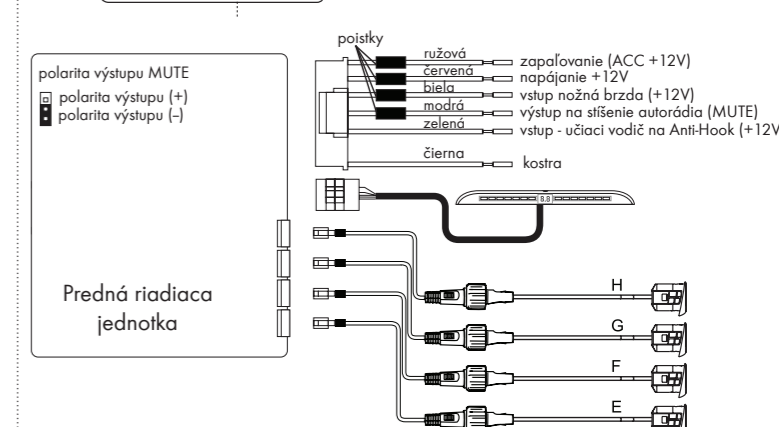 poistky
polarita výstupu MUTE
polarita výstupu (+)
polarita výstupu (–)
ružová
zapaľovanie (ACC +12V)
červená
napájanie +12V
biela
vstup nožná brzda (+12V)
modrá
výstup na stíšenie autorádia (MUTE)
zelená
vstup - učiaci vodič na Anti-Hook (+12V
čierna
kostra
8.8
Predná riadiaca
jednotka
H
G
F
E